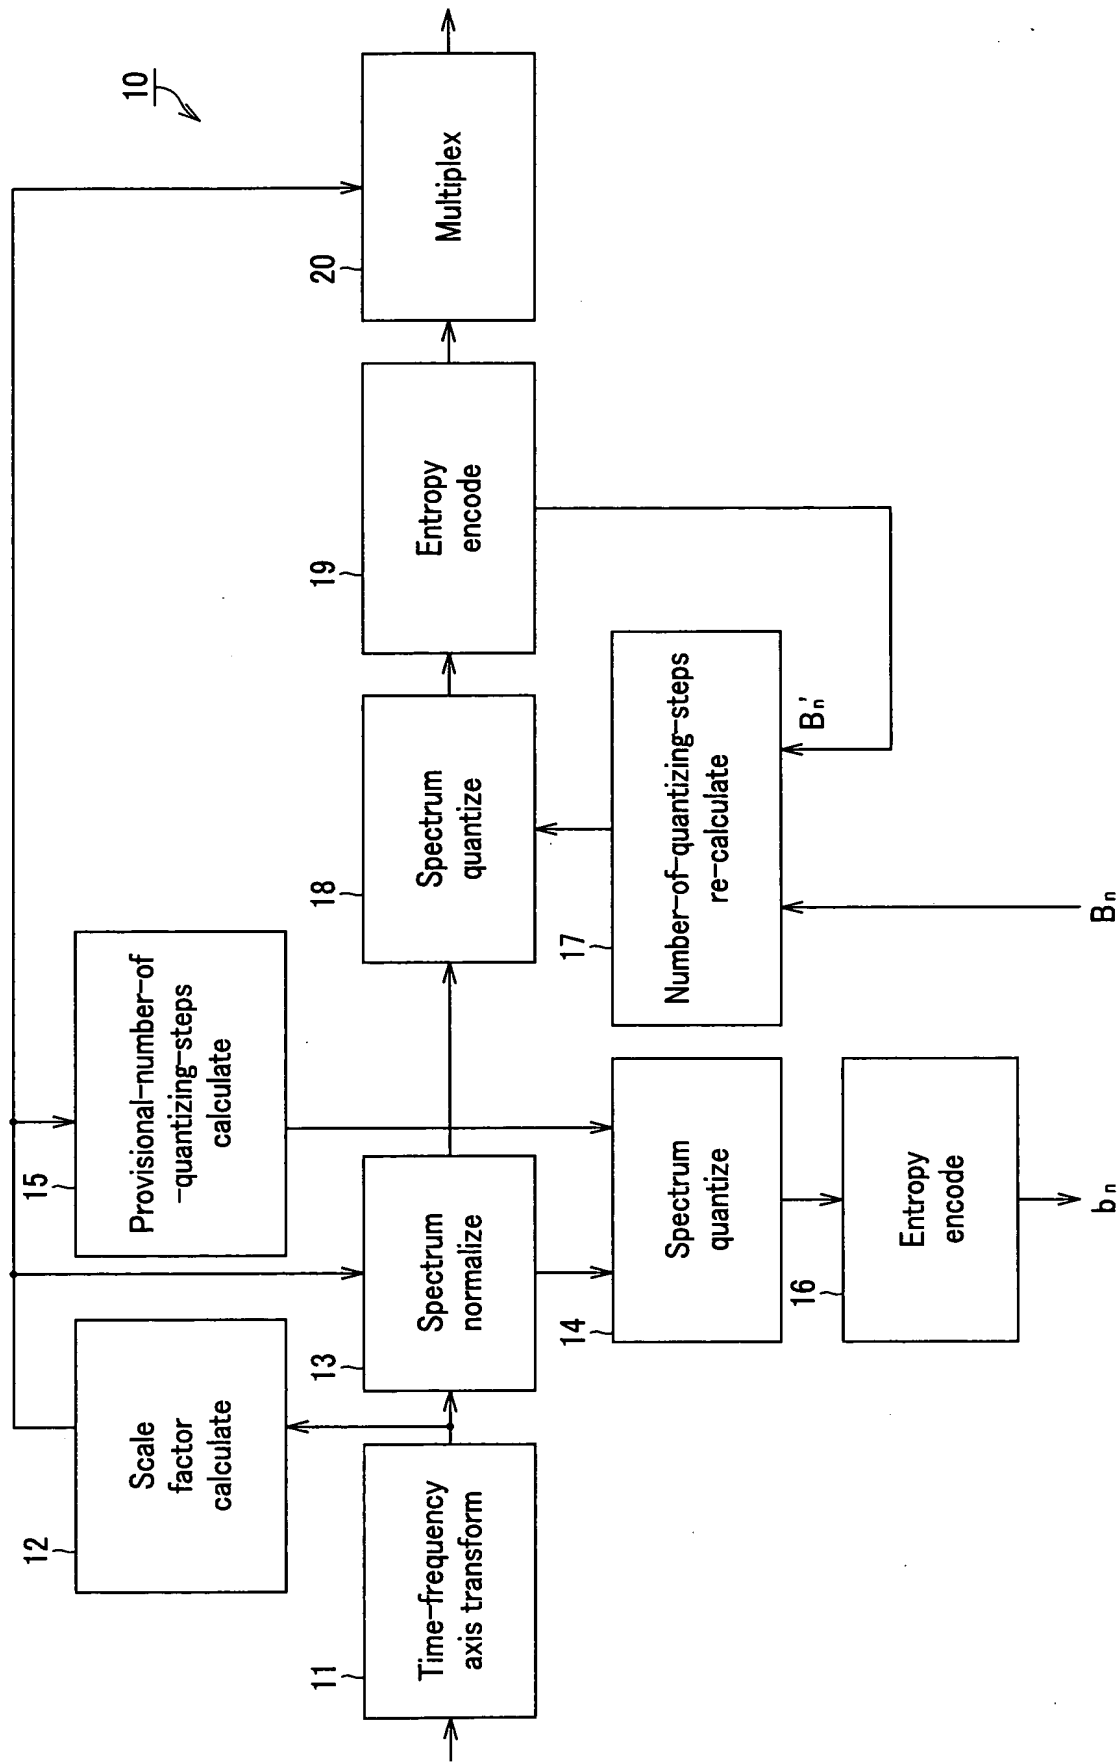 10
12
Scale
factor
calculate
15
Provisional-number-of
-quantizing-steps
calculate
11
Time-frequency
axis transform
13
Spectrum
normalize
18
Spectrum
quantize
19
Entropy
encode
20
Multiplex
14
Spectrum
quantize
17
Number-of-quantizing-steps
re-calculate
Bn'
16
Entropy
encode
bn
Bn